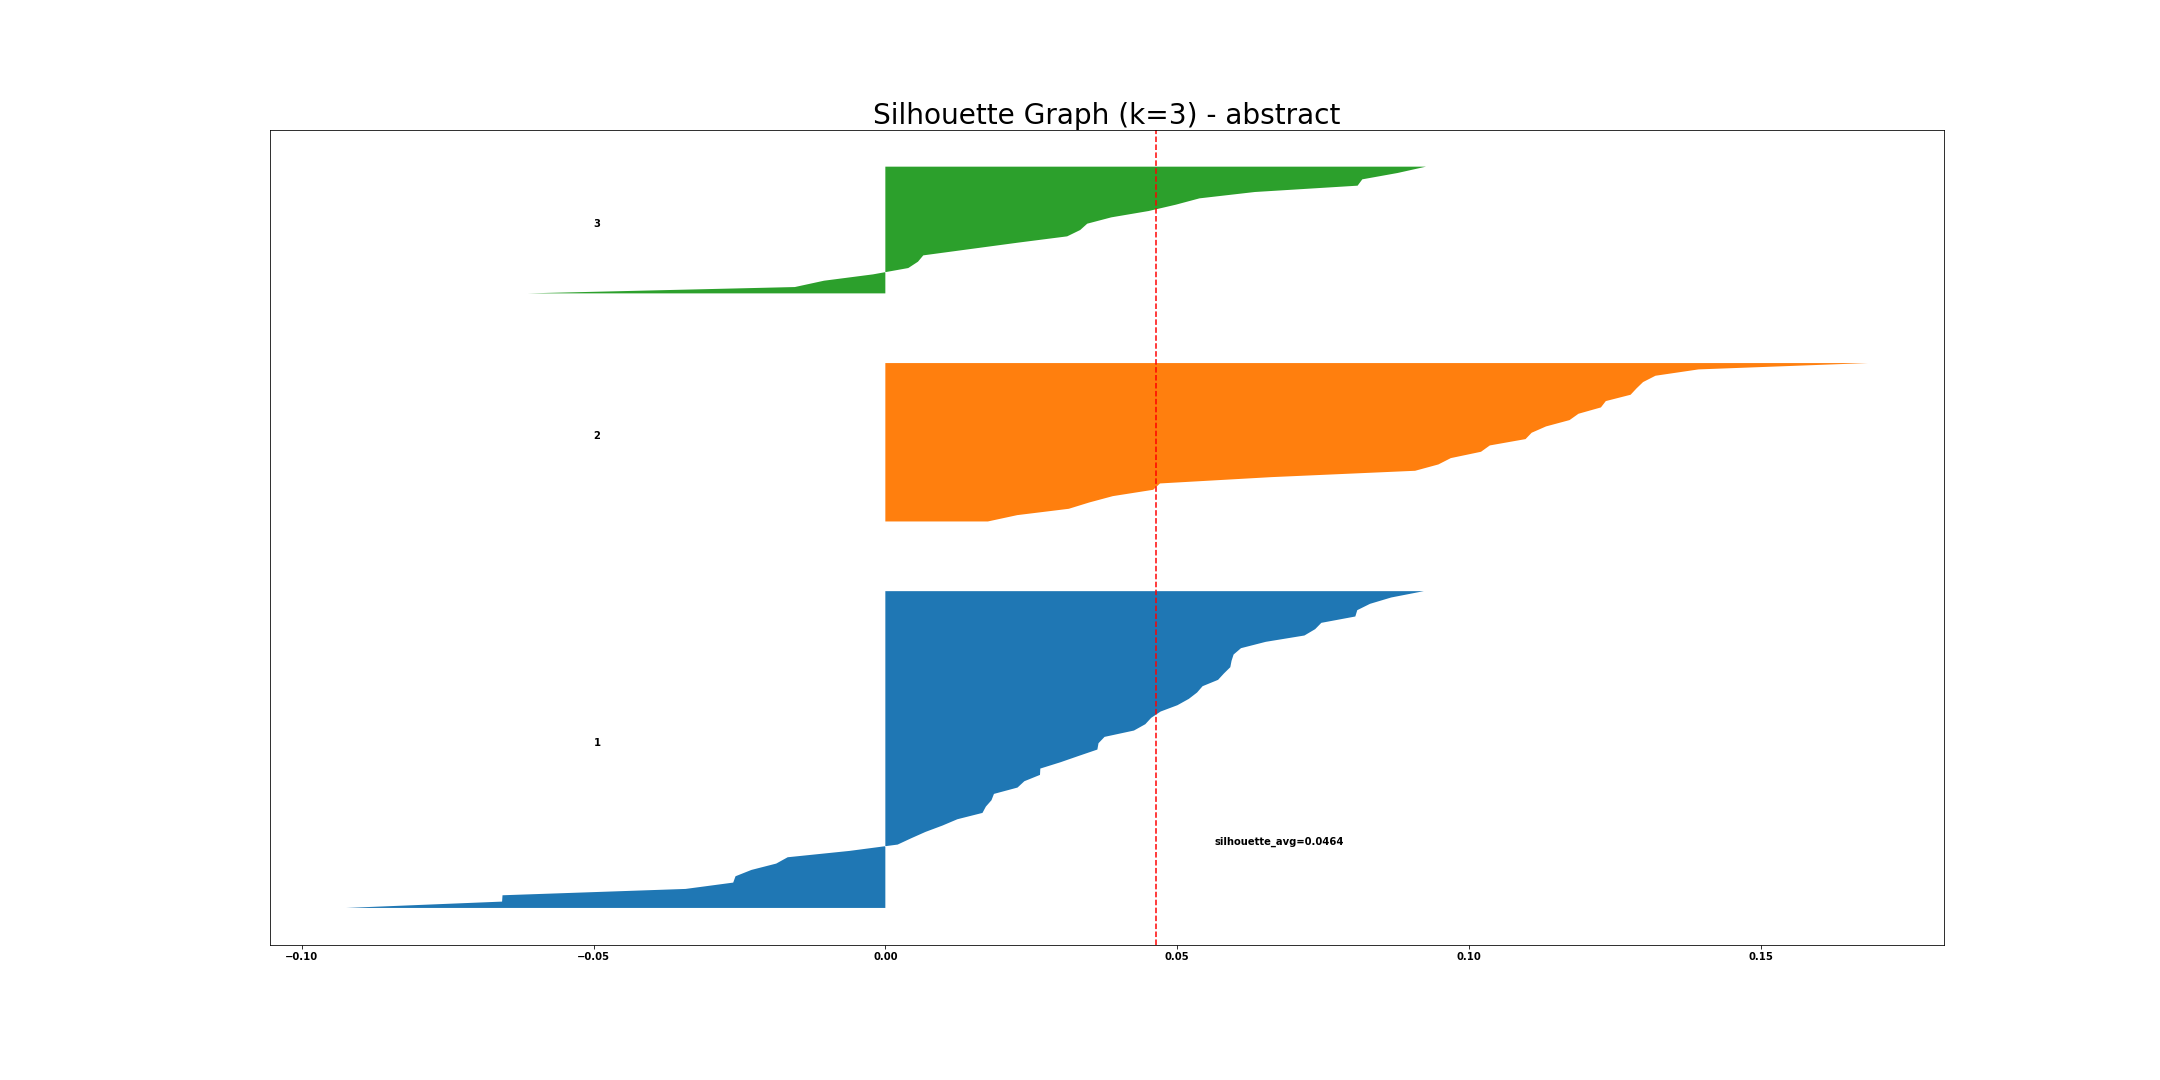 Silhouette Graph (k=3) - abstract
3
2
1
silhouette_avg=0.0464
−0.10 −0.05 0.00 0.05 0.10 0.15